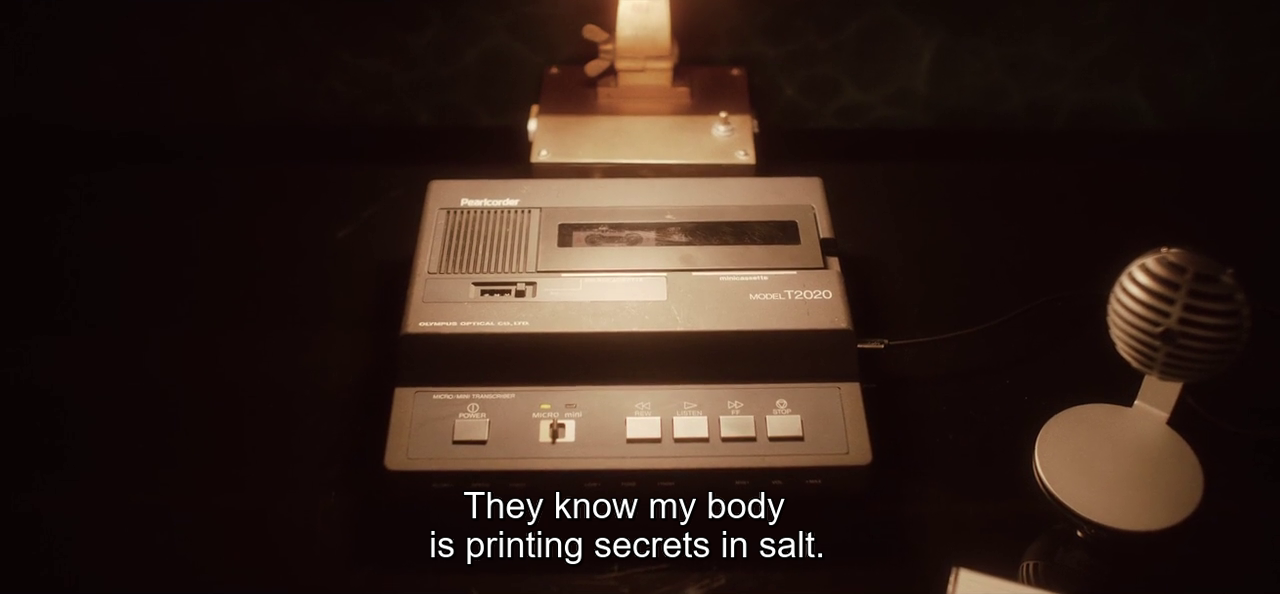 Pearlcorder
minicassette
MODEL T2020
OLYMPUS OPTICAL CO., LTD.
MICRO-MINI TRANSCRIBER
POWER
MICRO mini
REW LISTEN FF STOP
They know my body
is printing secrets in salt.